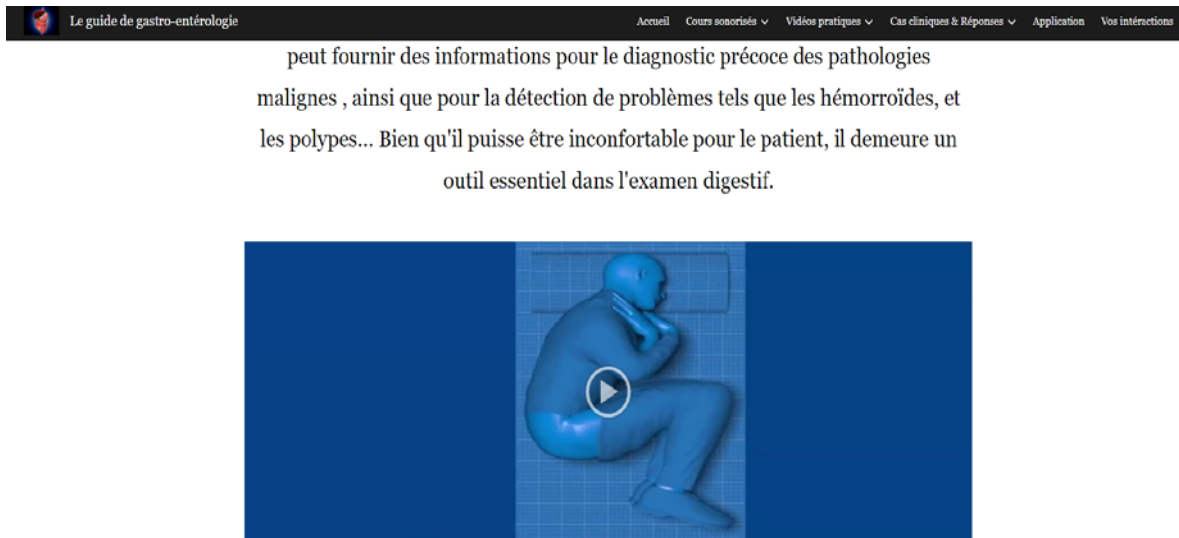 Le guide de gastro-entérologie
Accueil Cours sonorisés Vidéos pratiques Cas cliniques & Réponses Application Vos intéractions
peut fournir des informations pour le diagnostic précoce des pathologies
malignes , ainsi que pour la détection de problèmes tels que les hémorroïdes, et
les polypes... Bien qu'il puisse être inconfortable pour le patient, il demeure un
outil essentiel dans l'examen digestif.